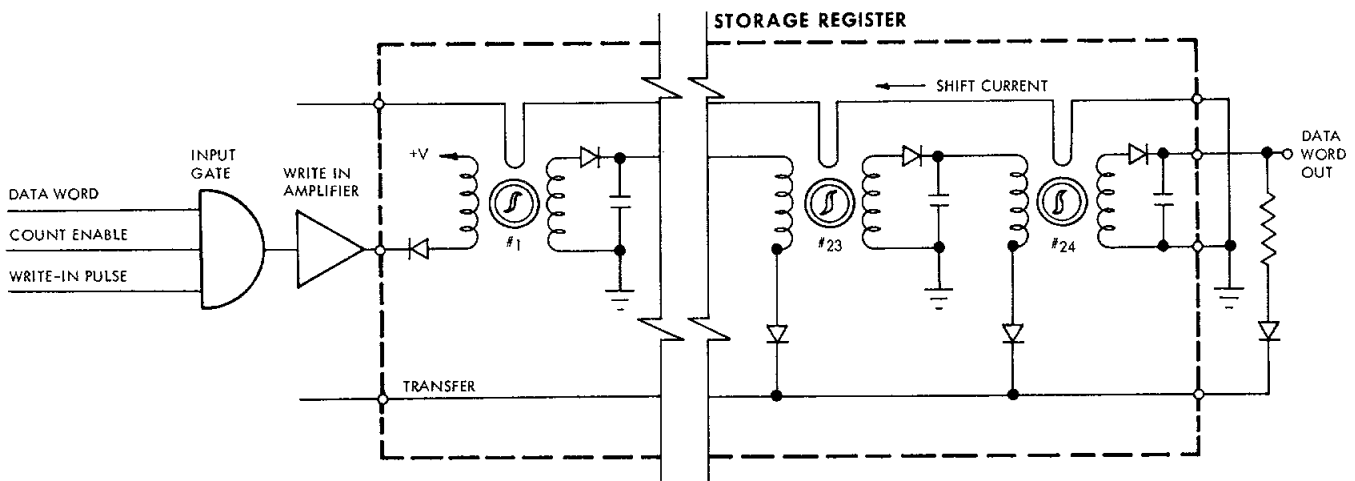 STORAGE REGISTER
SHIFT CURRENT
DATA
WORD
OUT
INPUT
GATE
WRITE IN
AMPLIFIER
+V
DATA WORD
COUNT ENABLE
WRITE-IN PULSE
#1
#23
#24
TRANSFER